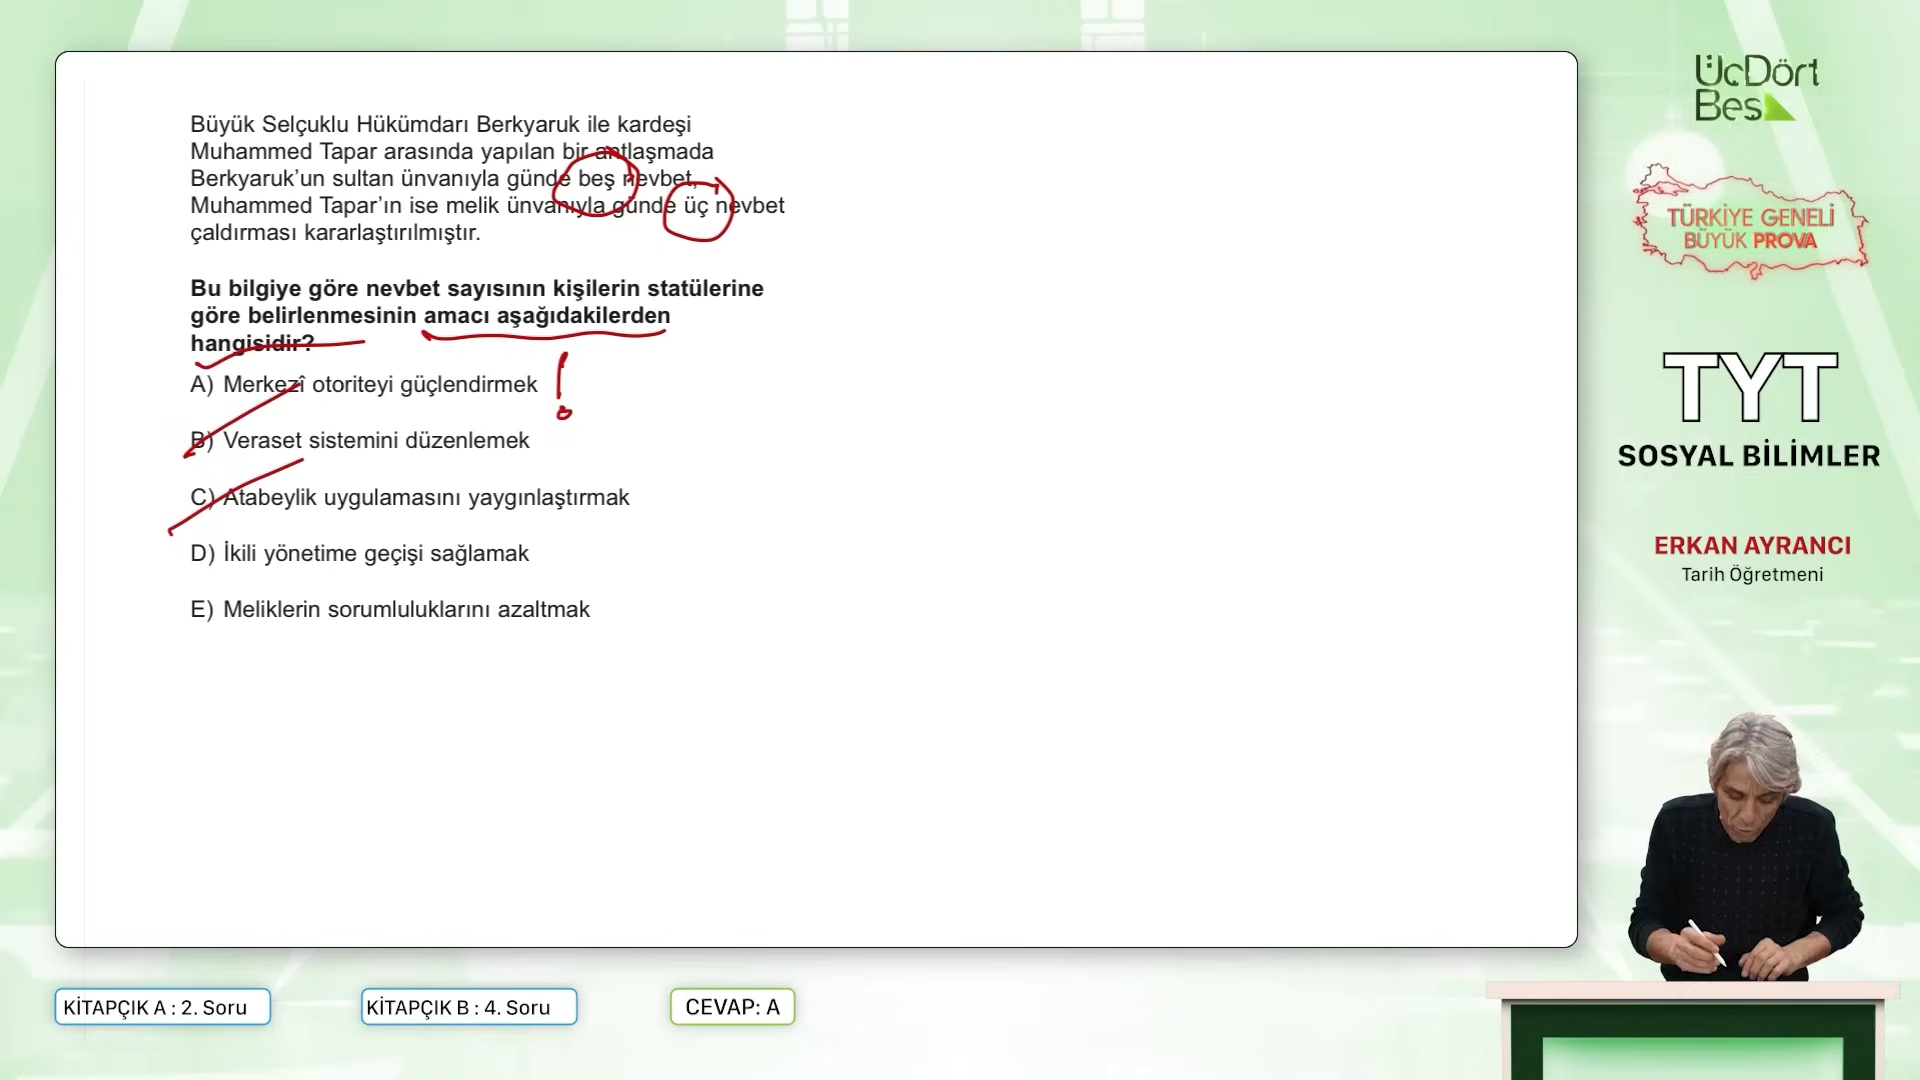 Büyük Selçuklu Hükümdarı Berkyaruk ile kardeşi
Muhammed Tapar arasında yapılan bir antlaşmada
Berkyaruk’un sultan ünvanıyla günde beş nevbet,
Muhammed Tapar’ın ise melik ünvanıyla günde üç nevbet
çaldırması kararlaştırılmıştır.
Bu bilgiye göre nevbet sayısının kişilerin statülerine
göre belirlenmesinin amacı aşağıdakilerden
hangisidir?
A) Merkezî otoriteyi güçlendirmek
B) Veraset sistemini düzenlemek
C) Atabeylik uygulamasını yaygınlaştırmak
D) İkili yönetime geçişi sağlamak
E) Meliklerin sorumluluklarını azaltmak
KİTAPÇIK A : 2. Soru
KİTAPÇIK B : 4. Soru
CEVAP: A
ÜçDört
Beş
TÜRKİYE GENELİ
BÜYÜK PROVA
TYT
SOSYAL BİLİMLER
ERKAN AYRANCI
Tarih Öğretmeni